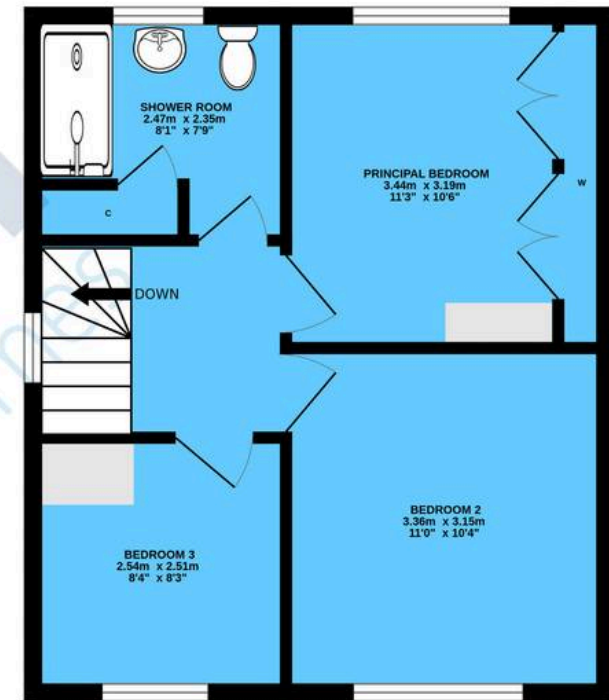 SHOWER ROOM
2.47m x 2.35m
8'1" x 7'9"
PRINCIPAL BEDROOM
3.44m x 3.19m
11'3" x 10'6"
W
C
DOWN
BEDROOM 2
3.36m x 3.15m
11'0" x 10'4"
BEDROOM 3
2.54m x 2.51m
8'4" x 8'3"